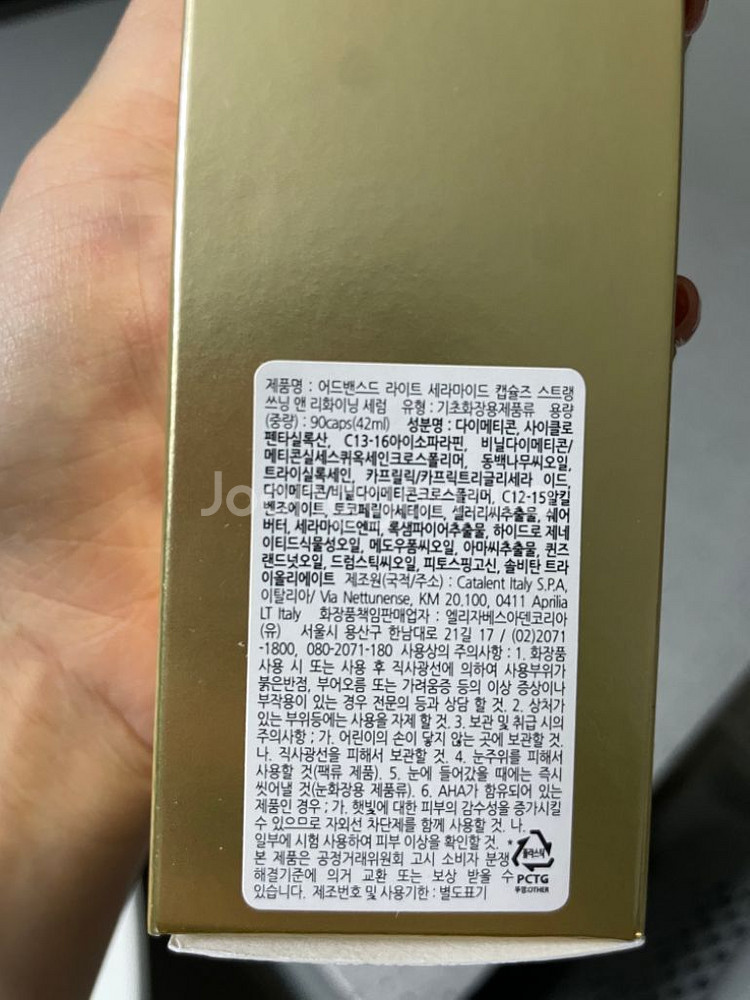 제품명 : 어드밴스드 라이트 세라마이드 캡슐즈 스트랭
쓰닝 앤 리화이닝 세럼 유형 : 기초화장용제품류 용량
(중량) : 90caps(42ml) 성분명 : 다이메티콘, 사이클로
펜타실록산, C13-16아이소파라핀, 비닐다이메티콘/
메티콘실세스퀴옥세인크로스폴리머, 동백나무씨오일,
트라이실록세인, 카프릴릭/카프릭트리글리세라 이드,
다이메티콘/비닐다이메티콘크로스폴리머, C12-15알킬
벤조에이트, 토코페릴아세테이트, 셀러리씨추출물, 쉐어
버터, 세라마이드엔피, 록샘파이어추출물, 하이드로 제네
이티드식물성오일, 메도우폼씨오일, 아마씨추출물, 퀸즈
랜드넛오일, 드럼스틱씨오일, 피토스핑고신, 솔비탄 트라
이올리에이트 제조원(국적/주소) : Catalent Italy S.P.A,
이탈리아/ Via Nettunense, KM 20.100, 0411 Aprilia
LT Italy 화장품책임판매업자 : 엘리자베스아덴코리아
(유) 서울시 용산구 한남대로 21길 17 / (02)2071
-1800, 080-2071-180 사용상의 주의사항 : 1. 화장품
사용 시 또는 사용 후 직사광선에 의하여 사용부위가
붉은반점, 부어오름 또는 가려움증 등의 이상 증상이나
부작용이 있는 경우 전문의 등과 상담 할 것. 2. 상처가
있는 부위등에는 사용을 자제 할 것. 3. 보관 및 취급 시의
주의사항 ; 가. 어린이의 손이 닿지 않는 곳에 보관할 것.
나. 직사광선을 피해서 보관할 것. 4. 눈주위를 피해서
사용할 것(팩류 제품). 5. 눈에 들어갔을 때에는 즉시
씻어낼 것(눈화장용 제품류). 6. AHA가 함유되어 있는
제품인 경우 ; 가. 햇빛에 대한 피부의 감수성을 증가시킬
수 있으므로 자외선 차단제를 함께 사용할 것. 나.
일부에 시험 사용하여 피부 이상을 확인할 것. *
본 제품은 공정거래위원회 고시 소비자 분쟁
해결기준에 의거 교환 또는 보상 받을 수
있습니다. 제조번호 및 사용기한 : 별도표기
플라스틱
PCTG
뚜껑:OTHER